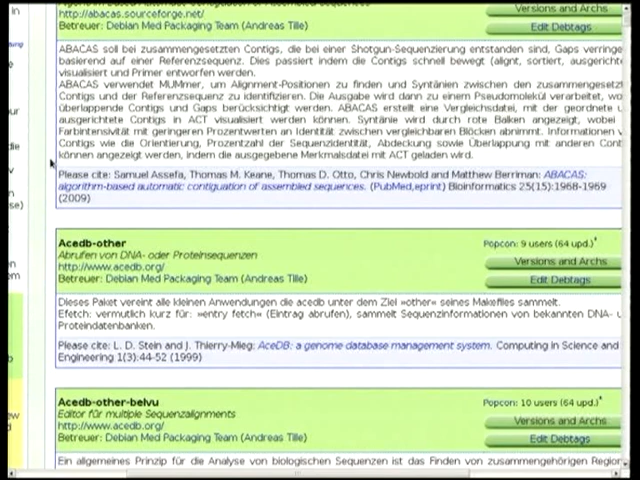 http://abacas.sourceforge.net/
Betreuer: Debian Med Packaging Team (Andreas Tille)
Versions and Archs
Edit Debtags
ABACAS soll bei zusammengesetzten Contigs, die bei einer Shotgun-Sequenzierung entstanden sind, Gaps verringe
basierend auf einer Referenzsequenz. Dies passiert indem die Contigs schnell bewegt (alignt, sortiert, ausgericht
visualisiert und Primer entworfen werden.
ABACAS verwendet MUMmer, um Alignment-Positionen zu finden und Syntänien zwischen den zusammengesetzt
Contigs und der Referenzsequenz zu identifizieren. Die Ausgabe wird dann zu einem Pseudomolekül verarbeitet, wo
überlappende Contigs und Gaps berücksichtigt werden. ABACAS erstellt eine Vergleichsdatei, mit der geordnete u
ausgerichtete Contigs in ACT visualisiert werden können. Syntänie wird durch rote Balken angezeigt, wobei
Farbintensivität mit geringeren Prozentwerten an Identität zwischen vergleichbaren Blöcken abnimmt. Informationen v
Contigs wie die Orientierung, Prozentzahl der Sequenzidentität, Abdeckung sowie Überlappung mit anderen Cont
können angezeigt werden, indem die ausgegebene Merkmalsdatei mit ACT geladen wird.
Please cite: Samuel Assefa, Thomas M. Keane, Thomas D. Otto, Chris Newbold and Matthew Berriman: ABACAS:
algorithm-based automatic contiguation of assembled sequences. (PubMed,eprint) Bioinformatics 25(15):1968-1969
(2009)
Acedb-other
Popcon: 9 users (64 upd.)*
Abrufen von DNA- oder Proteinsequenzen
http://www.acedb.org/
Versions and Archs
Betreuer: Debian Med Packaging Team (Andreas Tille)
Edit Debtags
Dieses Paket vereint alle kleinen Anwendungen die acedb unter dem Ziel »other« seines Makefiles sammelt.
Efetch: vermutlich kurz für: »entry fetch« (Eintrag abrufen), sammelt Sequenzinformationen von bekannten DNA- u
Proteindatenbanken.
Please cite: L. D. Stein and J. Thierry-Mieg: AceDB: a genome database management system. Computing in Science and
Engineering 1(3):44-52 (1999)
Acedb-other-belvu
Popcon: 10 users (64 upd.)*
Editor für multiple Sequenzalignments
http://www.acedb.org/
Versions and Archs
Betreuer: Debian Med Packaging Team (Andreas Tille)
Edit Debtags
Ein allgemeines Prinzip für die Analyse von biologischen Sequenzen ist das Finden von zusammengehörigen Region